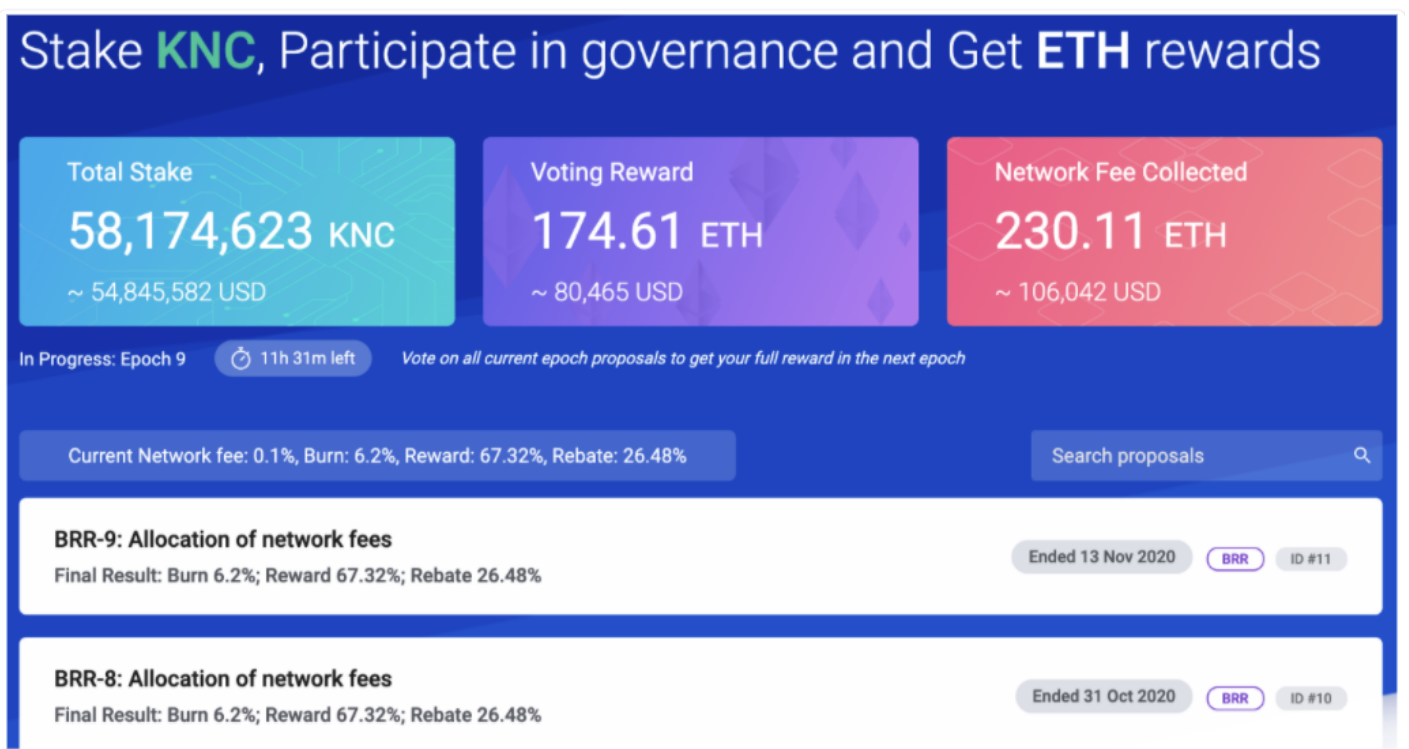 Stake KNC, Participate in governance and Get ETH rewards
Total Stake
58,174,623 KNC
~ 54,845,582 USD
Voting Reward
174.61 ETH
~ 80,465 USD
Network Fee Collected
230.11 ETH
~ 106,042 USD
In Progress: Epoch 9
11h 31m left
Vote on all current epoch proposals to get your full reward in the next epoch
Current Network fee: 0.1%, Burn: 6.2%, Reward: 67.32%, Rebate: 26.48%
Search proposals
BRR-9: Allocation of network fees
Final Result: Burn 6.2%; Reward 67.32%; Rebate 26.48%
Ended 13 Nov 2020
BRR
ID #11
BRR-8: Allocation of network fees
Final Result: Burn 6.2%; Reward 67.32%; Rebate 26.48%
Ended 31 Oct 2020
BRR
ID #10